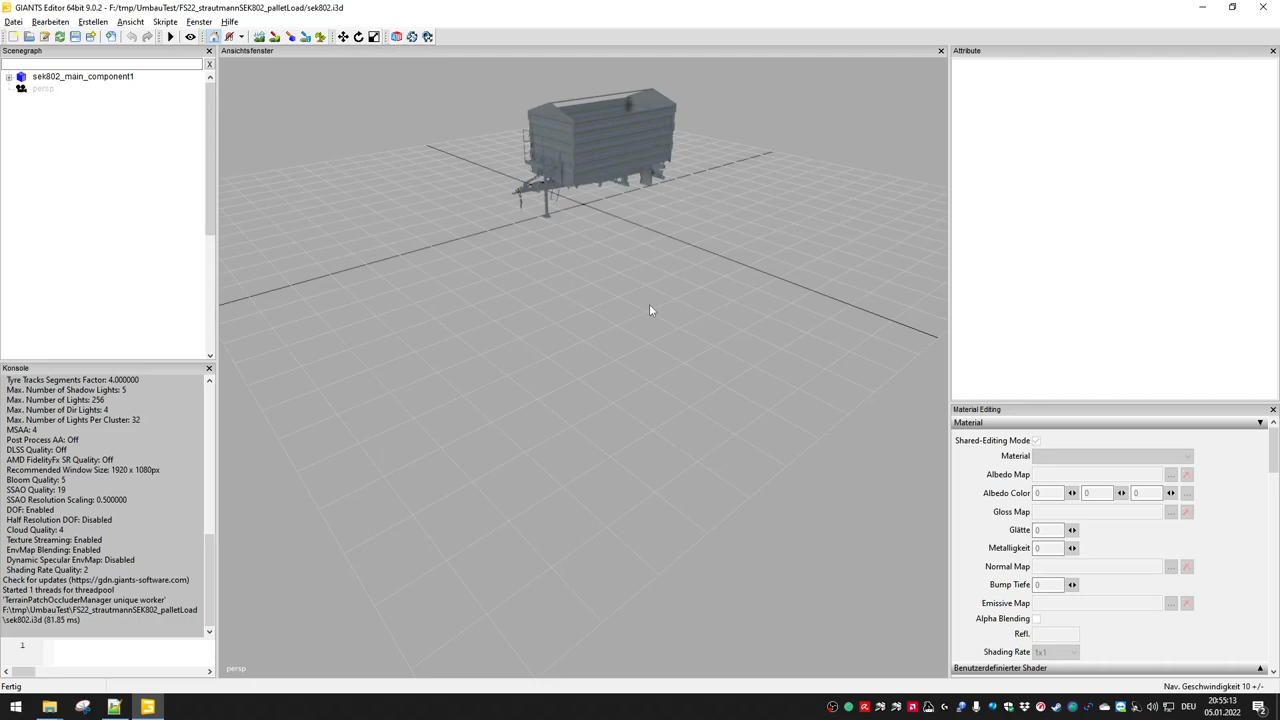 GIANTS Editor 64bit 9.0.2 - F:/tmp/UmbauTest/FS22_strautmannSEK802_palletLoad/sek802.i3d
Datei Bearbeiten Erstellen Ansicht Skripte Fenster Hilfe
Scenegraph
X
sek802_main_component1
persp
Konsole
Tyre Tracks Segments Factor: 4.000000
Max. Number of Shadow Lights: 5
Max. Number of Lights: 256
Max. Number of Dir Lights: 4
Max. Number of Lights Per Cluster: 32
MSAA: 4
Post Process AA: Off
DLSS Quality: Off
AMD FidelityFx SR Quality: Off
Recommended Window Size: 1920 x 1080px
Bloom Quality: 5
SSAO Quality: 19
SSAO Resolution Scaling: 0.500000
DOF: Enabled
Half Resolution DOF: Disabled
Cloud Quality: 4
Texture Streaming: Enabled
EnvMap Blending: Enabled
Dynamic Specular EnvMap: Disabled
Shading Rate Quality: 2
Check for updates (https://gdn.giants-software.com)
Started 1 threads for threadpool
'TerrainPatchOccluderManager unique worker'
F:\tmp\UmbauTest\FS22_strautmannSEK802_palletLoad
\sek802.i3d (81.85 ms)
1
Fertig
Ansichtsfenster
persp
Attribute
Material Editing
Material
Shared-Editing Mode
Material
Albedo Map ...
Albedo Color 0 0 0 ...
Gloss Map ...
Glätte 0
Metalligkeit 0
Normal Map ...
Bump Tiefe 0
Emissive Map ...
Alpha Blending
Refl.
Shading Rate 1x1
Benutzerdefinierter Shader
Nav. Geschwindigkeit 10 +/-
DEU
20:55:13
05.01.2022
2